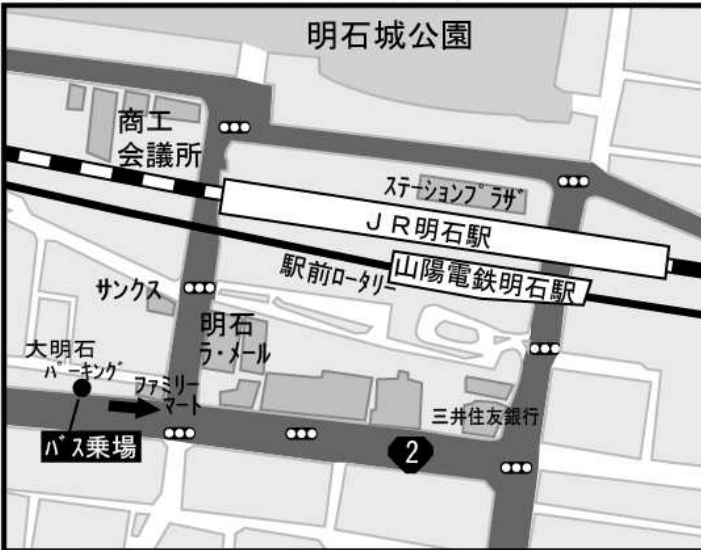 明石城公園
商工
会議所
ステーションプラザ
JR明石駅
山陽電鉄明石駅
駅前ロータリー
サンクス
明石
ラ・メール
大明石
パーキング
ファミリー
マート
三井住友銀行
バス乗場
2